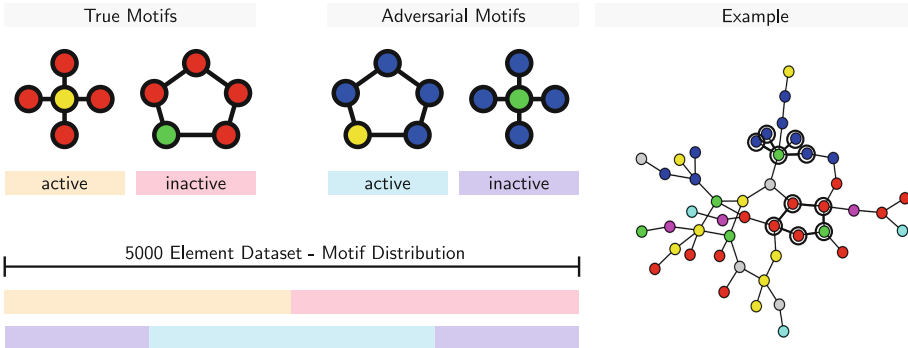 True Motifs
Adversarial Motifs
Example
active
inactive
active
inactive
5000 Element Dataset - Motif Distribution